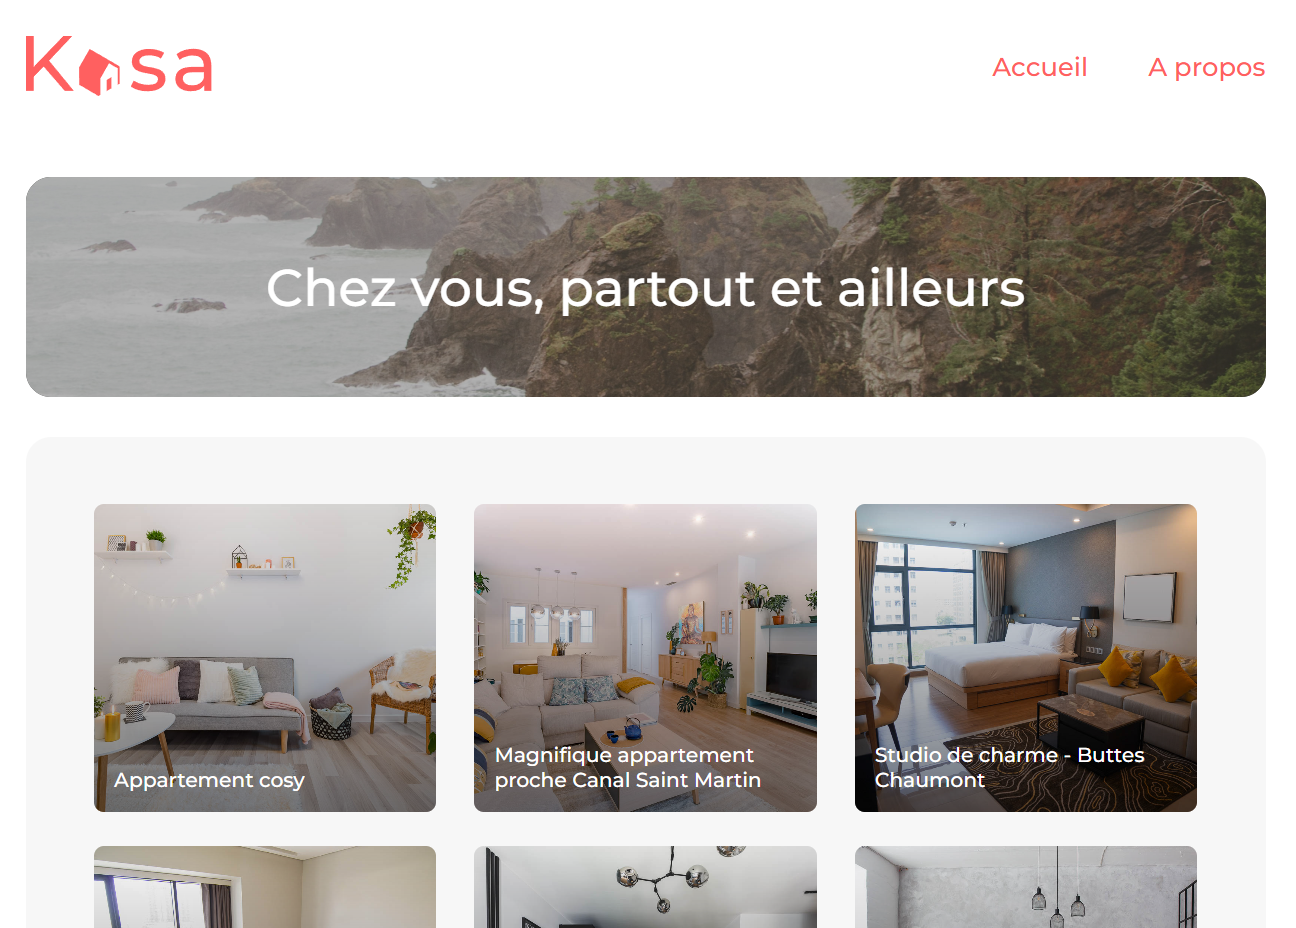 Kasa
Accueil
A propos
Chez vous, partout et ailleurs
Appartement cosy
Magnifique appartement
proche Canal Saint Martin
Studio de charme - Buttes
Chaumont